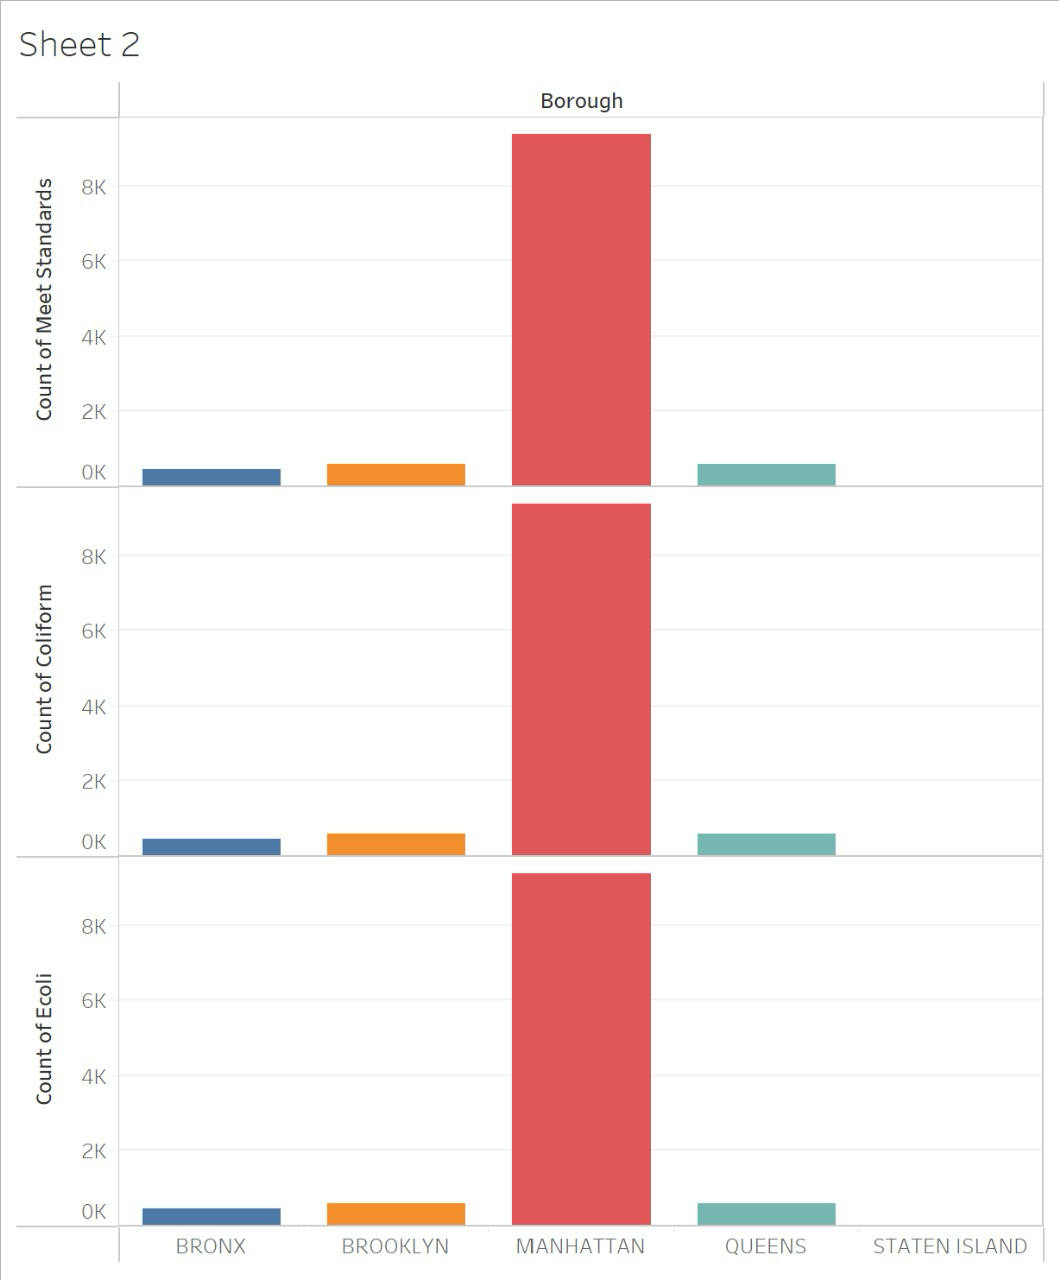 Sheet 2
Borough
Count of Meet Standards
8K
6K
4K
2K
0K
Count of Coliform
8K
6K
4K
2K
0K
Count of Ecoli
8K
6K
4K
2K
0K
BRONX BROOKLYN MANHATTAN QUEENS STATEN ISLAND